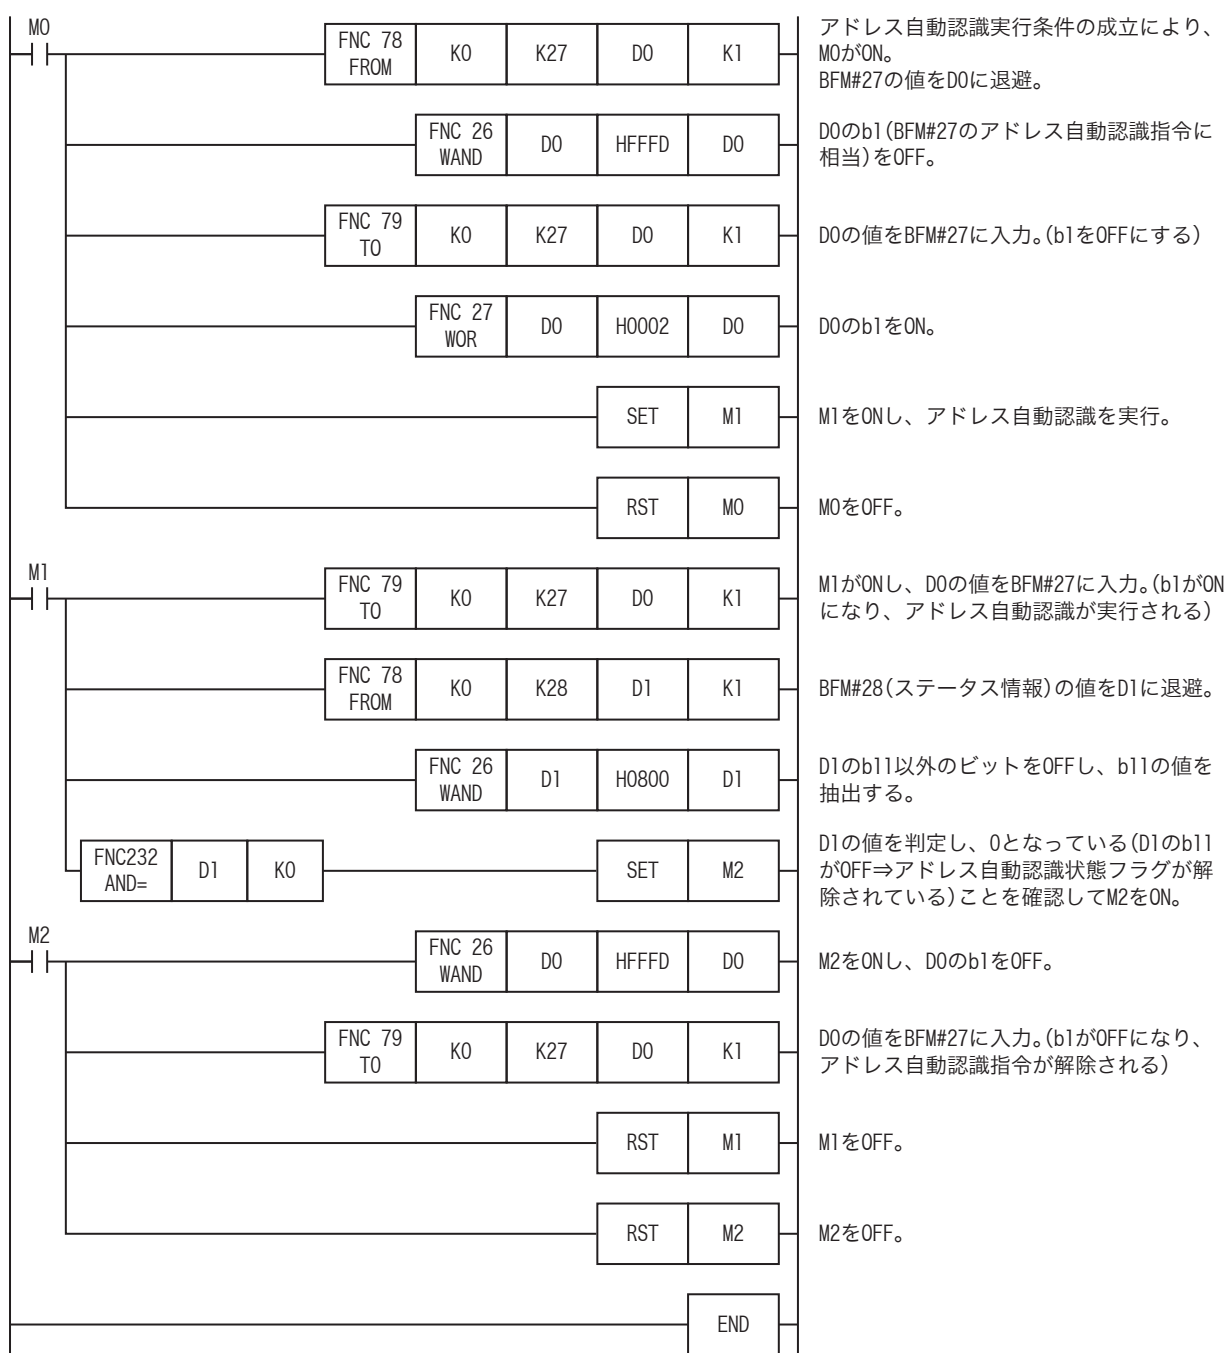 M0
FNC 78
FROM
K0
K27
D0
K1
アドレス自動認識実行条件の成立により、
M0がON。
BFM#27の値をD0に退避。
FNC 26
WAND
D0
HFFFD
D0
D0のb1(BFM#27のアドレス自動認識指令に
相当)をOFF。
FNC 79
TO
K0
K27
D0
K1
D0の値をBFM#27に入力。(b1をOFFにする)
FNC 27
WOR
D0
H0002
D0
D0のb1をON。
SET
M1
M1をONし、アドレス自動認識を実行。
RST
M0
M0をOFF。
M1
FNC 79
TO
K0
K27
D0
K1
M1がONし、D0の値をBFM#27に入力。(b1がON
になり、アドレス自動認識が実行される)
FNC 78
FROM
K0
K28
D1
K1
BFM#28(ステータス情報)の値をD1に退避。
FNC 26
WAND
D1
H0800
D1
D1のb11以外のビットをOFFし、b11の値を
抽出する。
FNC232
AND=
D1
K0
SET
M2
D1の値を判定し、0となっている(D1のb11
がOFF⇒アドレス自動認識状態フラグが解
除されている)ことを確認してM2をON。
M2
FNC 26
WAND
D0
HFFFD
D0
M2をONし、D0のb1をOFF。
FNC 79
TO
K0
K27
D0
K1
D0の値をBFM#27に入力。(b1がOFFになり、
アドレス自動認識指令が解除される)
RST
M1
M1をOFF。
RST
M2
M2をOFF。
END